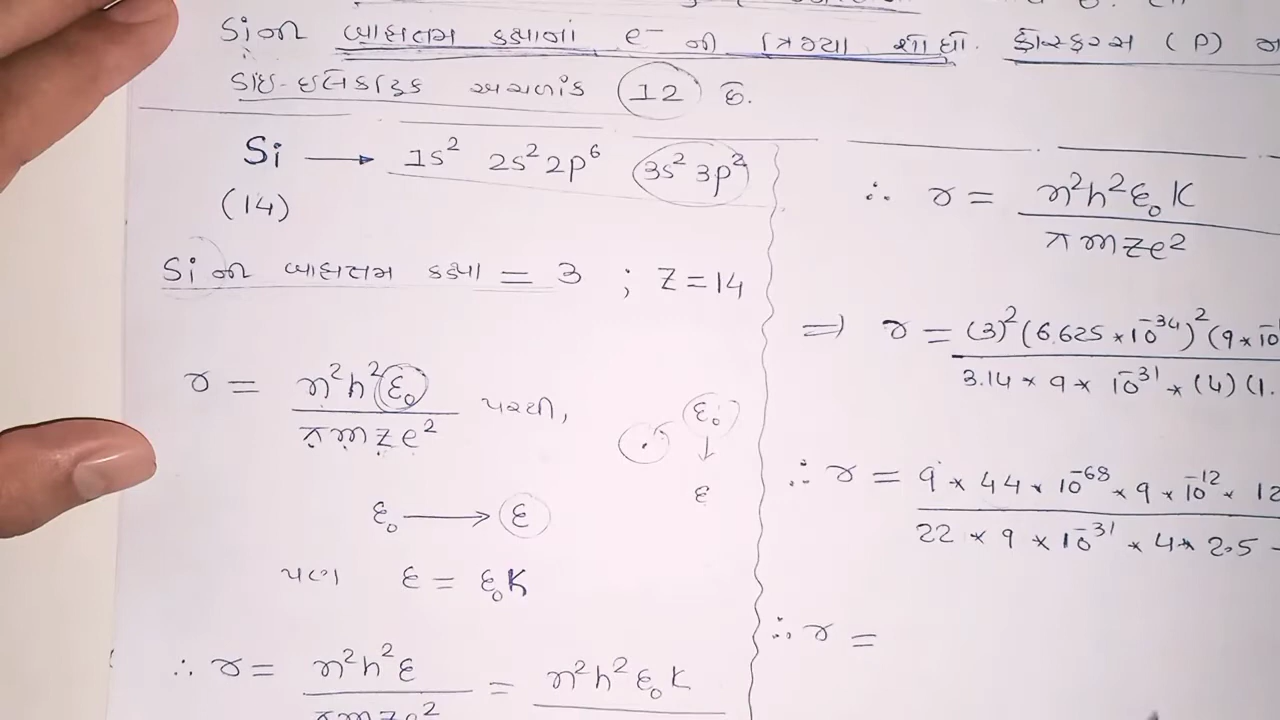 Si ના બાહ્યતમ કક્ષાનાં e⁻ ની ત્રિજ્યા શોધો. ફોસ્ફરસ (P) ના
ડાઇ-ઇલેક્ટ્રિક અચળાંક 12 છે.
Si → 1s² 2s² 2p⁶ 3s² 3p²
(14)
Si ના બાહ્યતમ કક્ષા = 3 ; Z = 14
r = n²h²ε₀ / πmze² પરથી,
ε₀ ↓ ε
ε₀ → ε
પણ ε = ε₀K
∴ r = n²h²ε / πmze² = n²h²ε₀K
∴ r = n²h²ε₀K / πmze²
⇒ r = (3)² (6.625 × 10⁻³⁴)² (9 × 10⁻¹ / 3.14 × 9 × 10⁻³¹ × (4) (1.
∴ r = 9 × 44 × 10⁻⁶⁸ × 9 × 10⁻¹² × 12 / 22 × 9 × 10⁻³¹ × 4 × 2.5
∴ r =